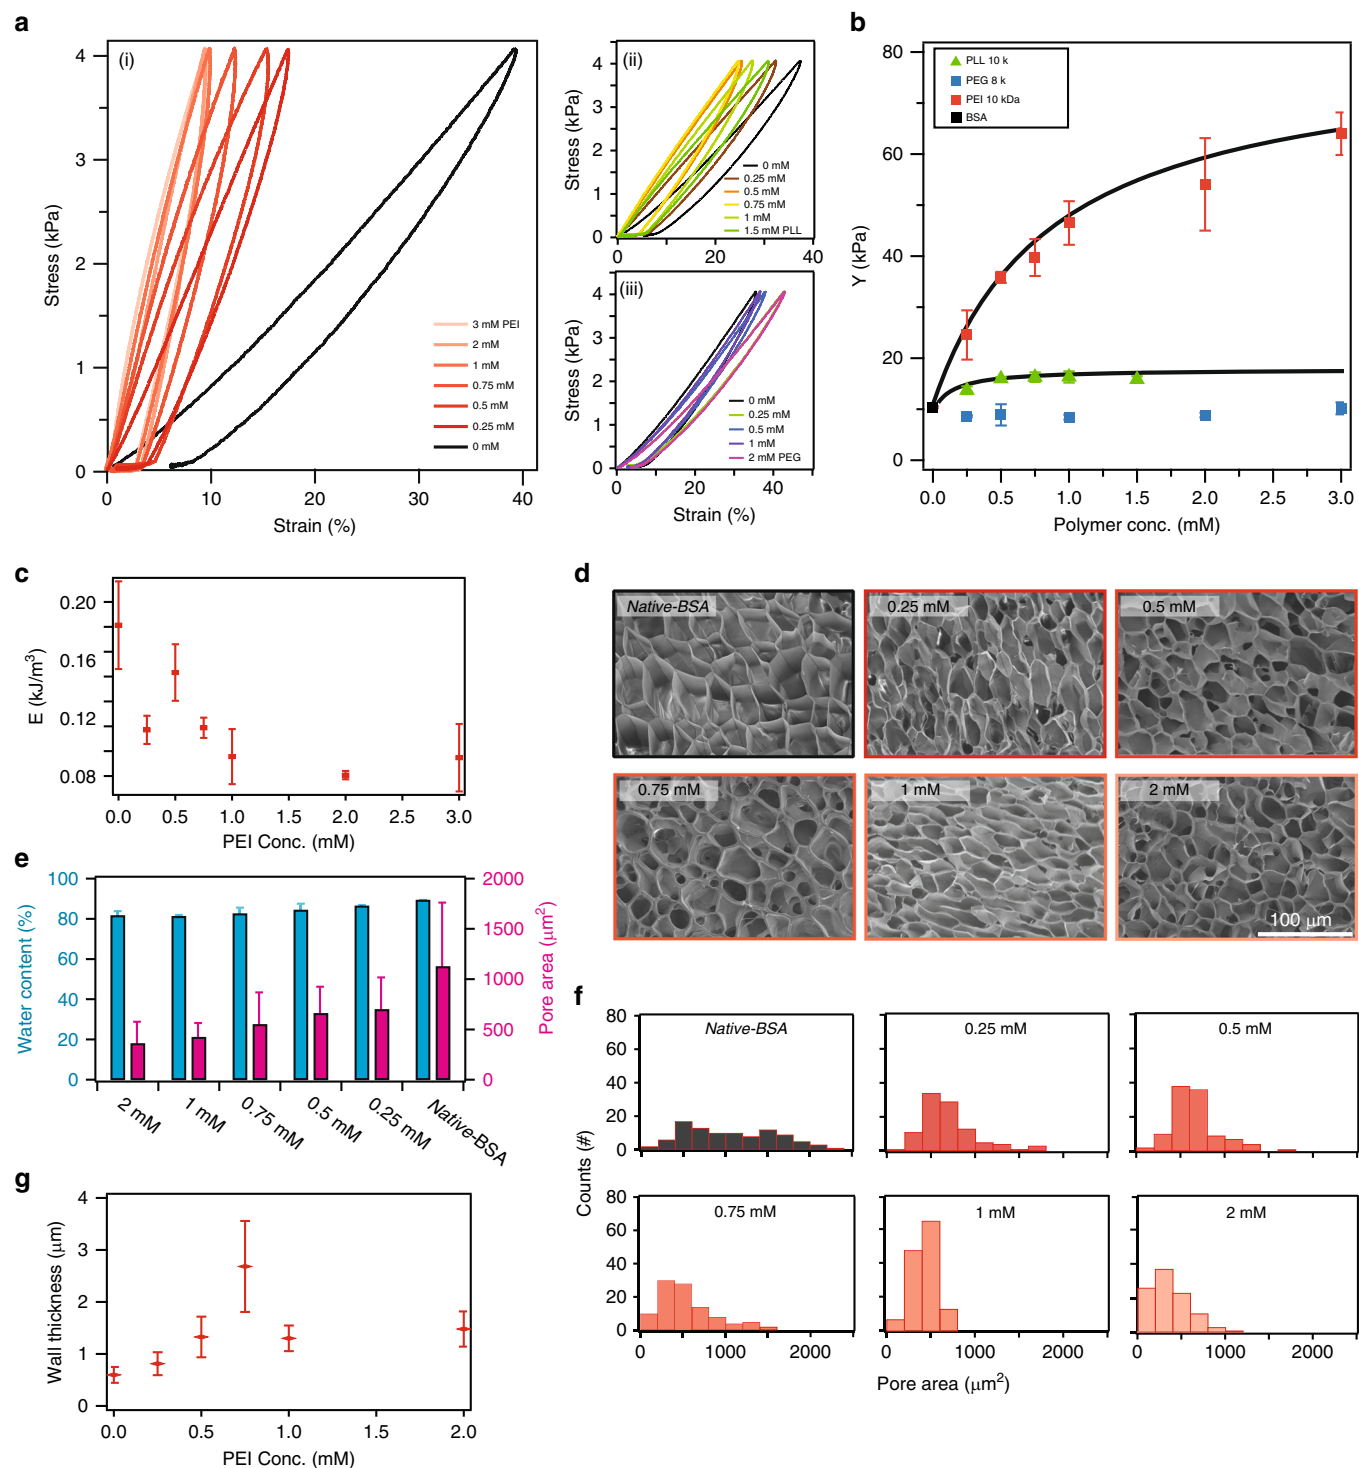 a
(i)
4
3
2
1
0
Stress (kPa)
0 10 20 30 40
Strain (%)
3 mM PEI
2 mM
1 mM
0.75 mM
0.5 mM
0.25 mM
0 mM
(ii)
4
3
2
1
0
Stress (kPa)
0 20 40
0 mM
0.25 mM
0.5 mM
0.75 mM
1 mM
1.5 mM PLL
(iii)
4
3
2
1
0
Stress (kPa)
0 20 40
Strain (%)
0 mM
0.25 mM
0.5 mM
1 mM
2 mM PEG
b
80
60
40
20
0
Y (kPa)
PLL 10 k
PEG 8 k
PEI 10 kDa
BSA
0.0 0.5 1.0 1.5 2.0 2.5 3.0
Polymer conc. (mM)
c
0.20
0.16
0.12
0.08
E (kJ/m³)
0.0 0.5 1.0 1.5 2.0 2.5 3.0
PEI Conc. (mM)
d
Native-BSA
0.25 mM
0.5 mM
0.75 mM
1 mM
2 mM
100 µm
e
100
80
60
40
20
0
Water content (%)
2000
1500
1000
500
0
Pore area (µm²)
2 mM
1 mM
0.75 mM
0.5 mM
0.25 mM
Native-BSA
f
80
60
40
20
0
Native-BSA
0.25 mM
0.5 mM
Counts (#)
80
60
40
20
0
0.75 mM
1 mM
2 mM
0 1000 2000
0 1000 2000
0 1000 2000
Pore area (µm²)
g
4
3
2
1
0
Wall thickness (µm)
0.0 0.5 1.0 1.5 2.0
PEI Conc. (mM)